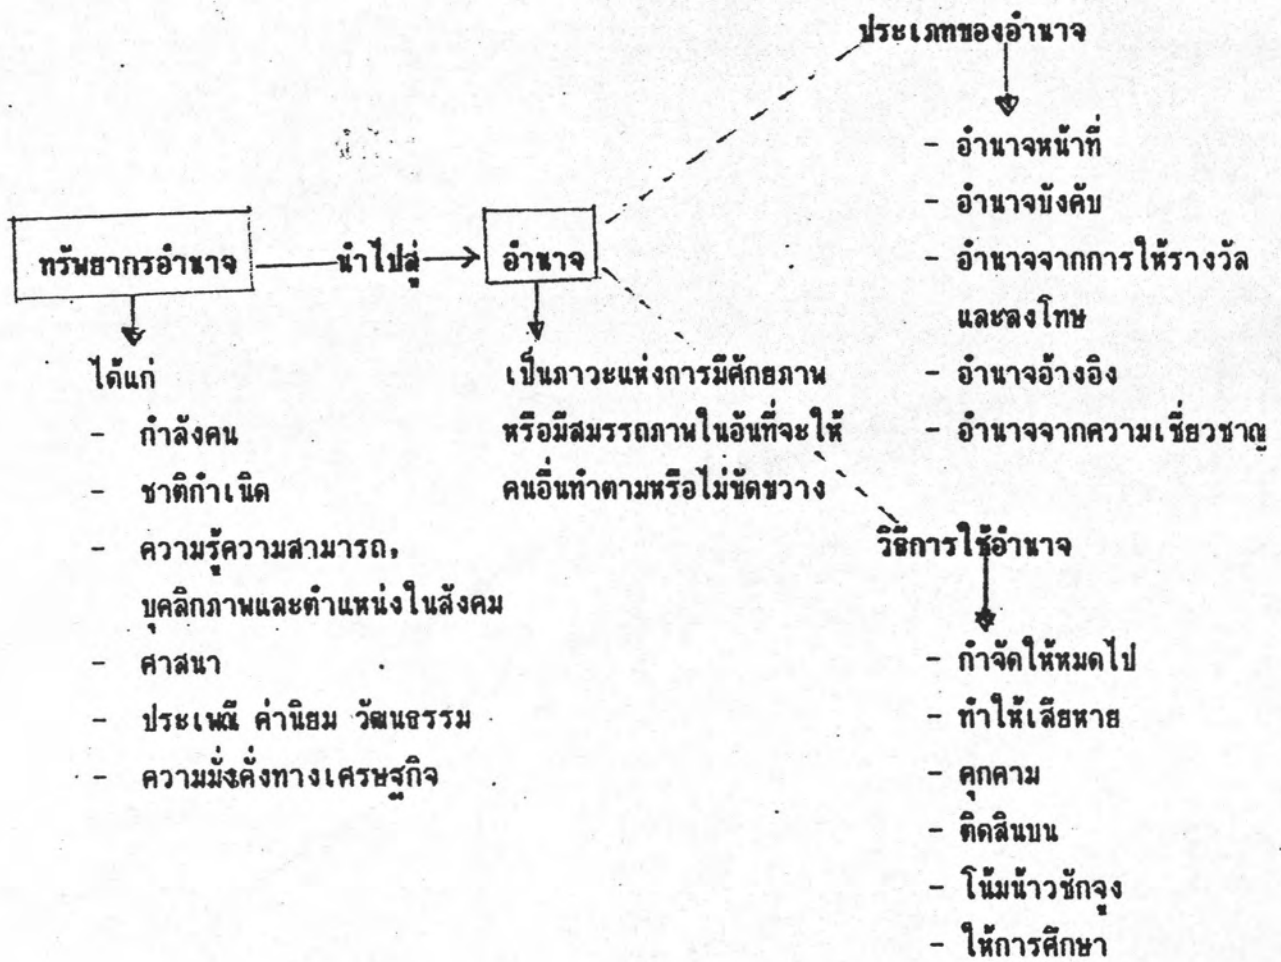 ประเภทของอำนาจ
- อำนาจหน้าที่
- อำนาจบังคับ
- อำนาจจากการให้รางวัล
และลงโทษ
- อำนาจอ้างอิง
- อำนาจจากความเชี่ยวชาญ
ทรัพยากรอำนาจ นำไปสู่ อำนาจ
ได้แก่
- กำลังคน
- ชาติกำเนิด
- ความรู้ความสามารถ,
บุคลิกภาพและตำแหน่งในสังคม
- ศาสนา
- ประเพณี ค่านิยม วัฒนธรรม
- ความมั่งคั่งทางเศรษฐกิจ
เป็นภาวะแห่งการมีศักยภาพ
หรือมีสมรรถภาพในอันที่จะให้
คนอื่นทำตามหรือไม่ขัดขวาง
วิธีการใช้อำนาจ
- กำจัดให้หมดไป
- ทำให้เสียหาย
- คุกคาม
- ติดสินบน
- โน้มน้าวชักจูง
- ให้การศึกษา